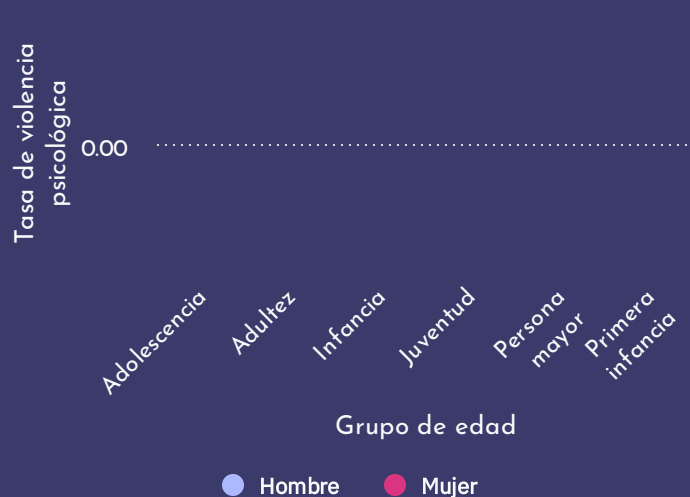 Tasa de violencia
psicológica
0.00
Adolescencia
Adultez
Infancia
Juventud
Persona
mayor
Primera
infancia
Grupo de edad
Hombre
Mujer